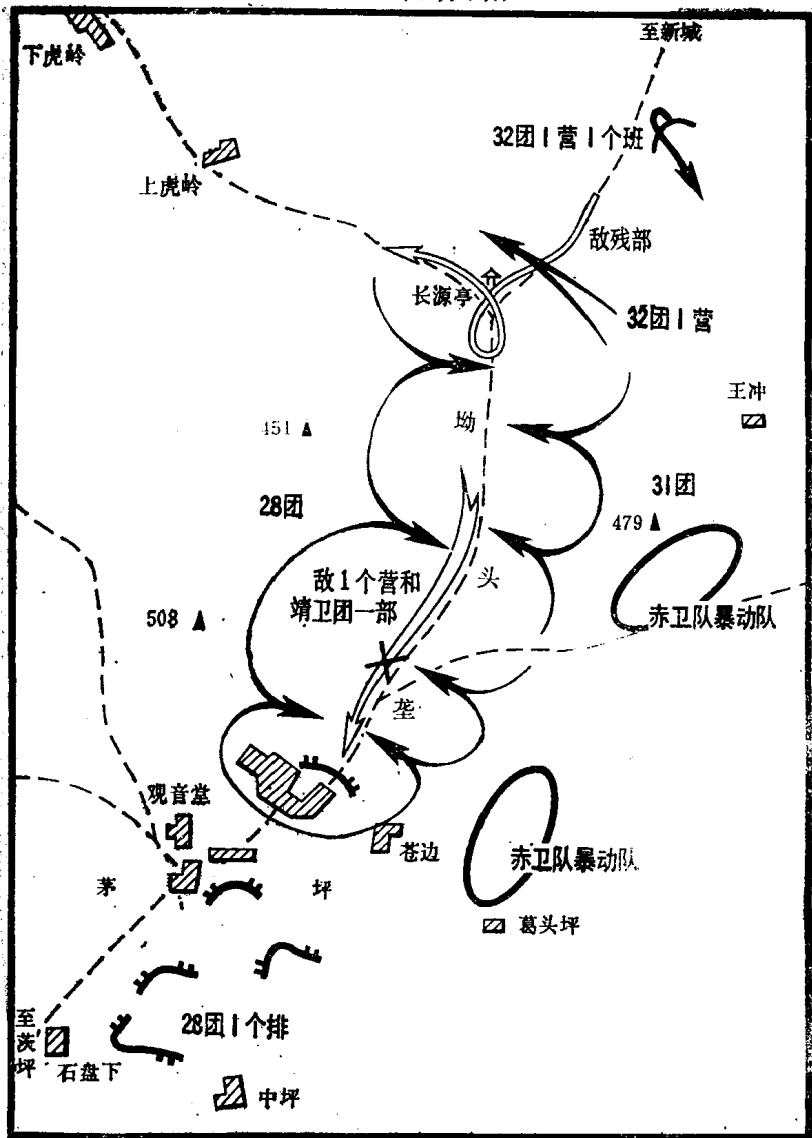 至新城
下虎岭
32团1营1个班
上虎岭
敌残部
长源亭
32团1营
王冲
451
坳
31团
28团
479
头
敌1个营和
靖卫团一部
508
赤卫队暴动队
垄
观音堂
苍边
赤卫队暴动队
茅 坪
葛头坪
至茨坪
28团1个排
石盘下
中坪